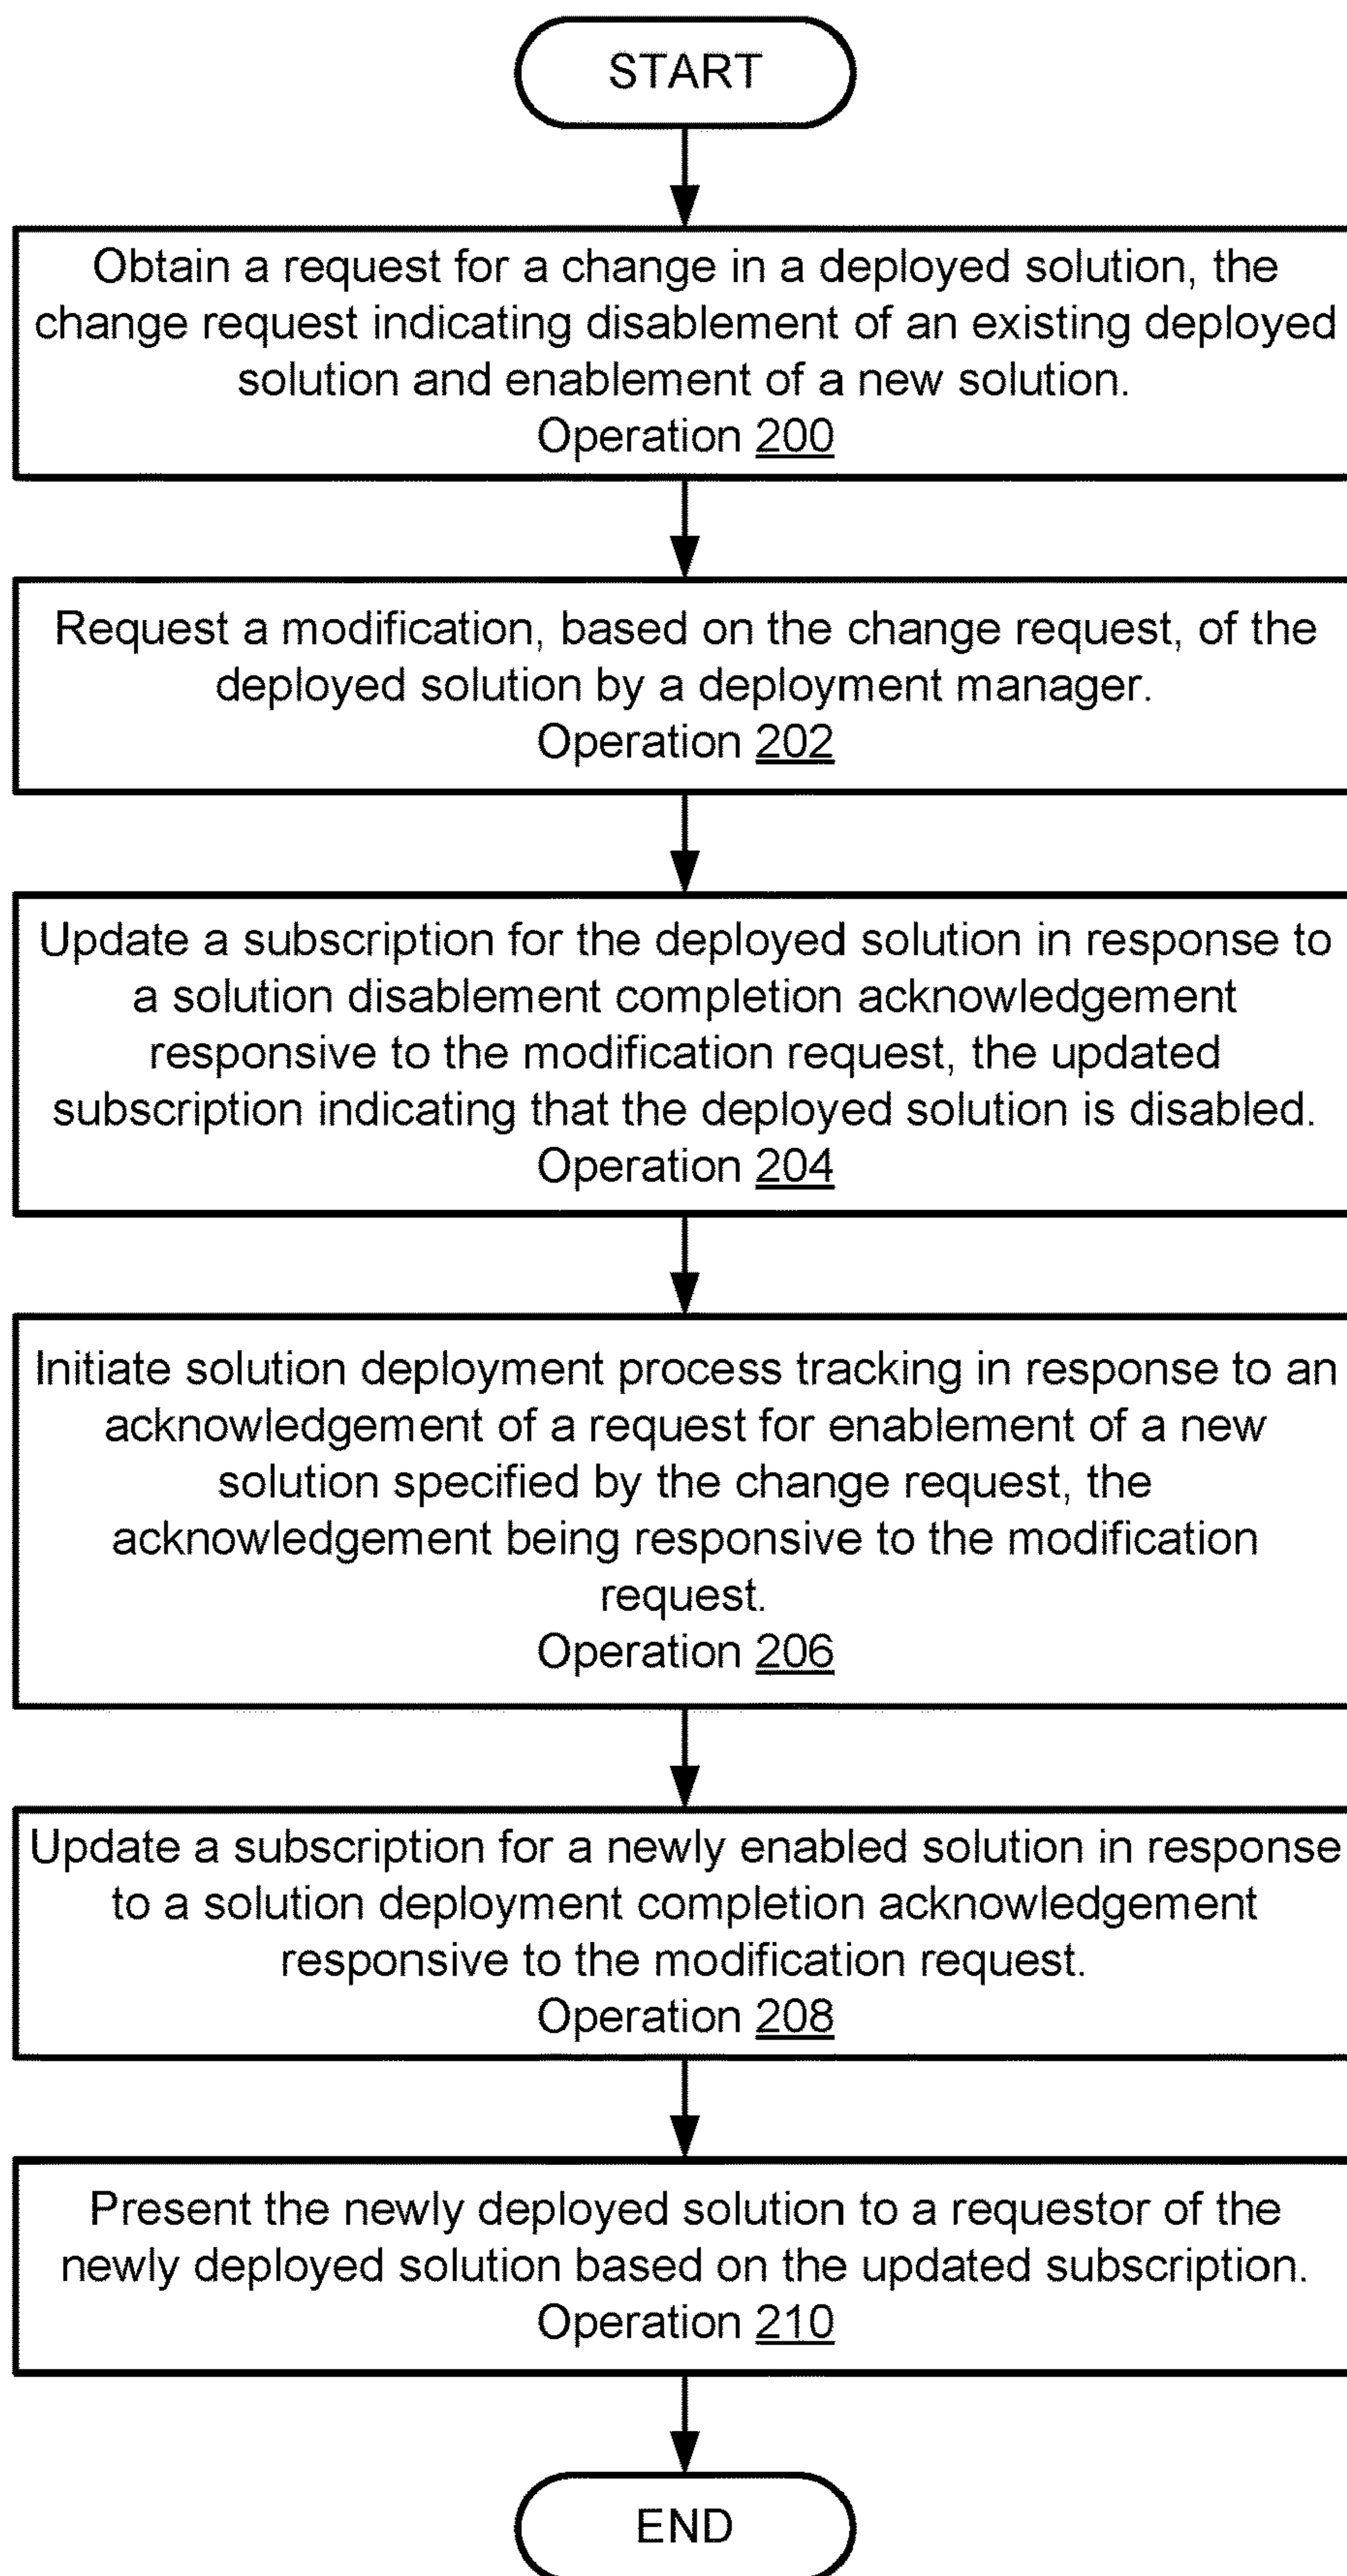 START
Obtain a request for a change in a deployed solution, the
change request indicating disablement of an existing deployed
solution and enablement of a new solution.
Operation 200
Request a modification, based on the change request, of the
deployed solution by a deployment manager.
Operation 202
Update a subscription for the deployed solution in response to
a solution disablement completion acknowledgement
responsive to the modification request, the updated
subscription indicating that the deployed solution is disabled.
Operation 204
Initiate solution deployment process tracking in response to an
acknowledgement of a request for enablement of a new
solution specified by the change request, the
acknowledgement being responsive to the modification
request.
Operation 206
Update a subscription for a newly enabled solution in response
to a solution deployment completion acknowledgement
responsive to the modification request.
Operation 208
Present the newly deployed solution to a requestor of the
newly deployed solution based on the updated subscription.
Operation 210
END